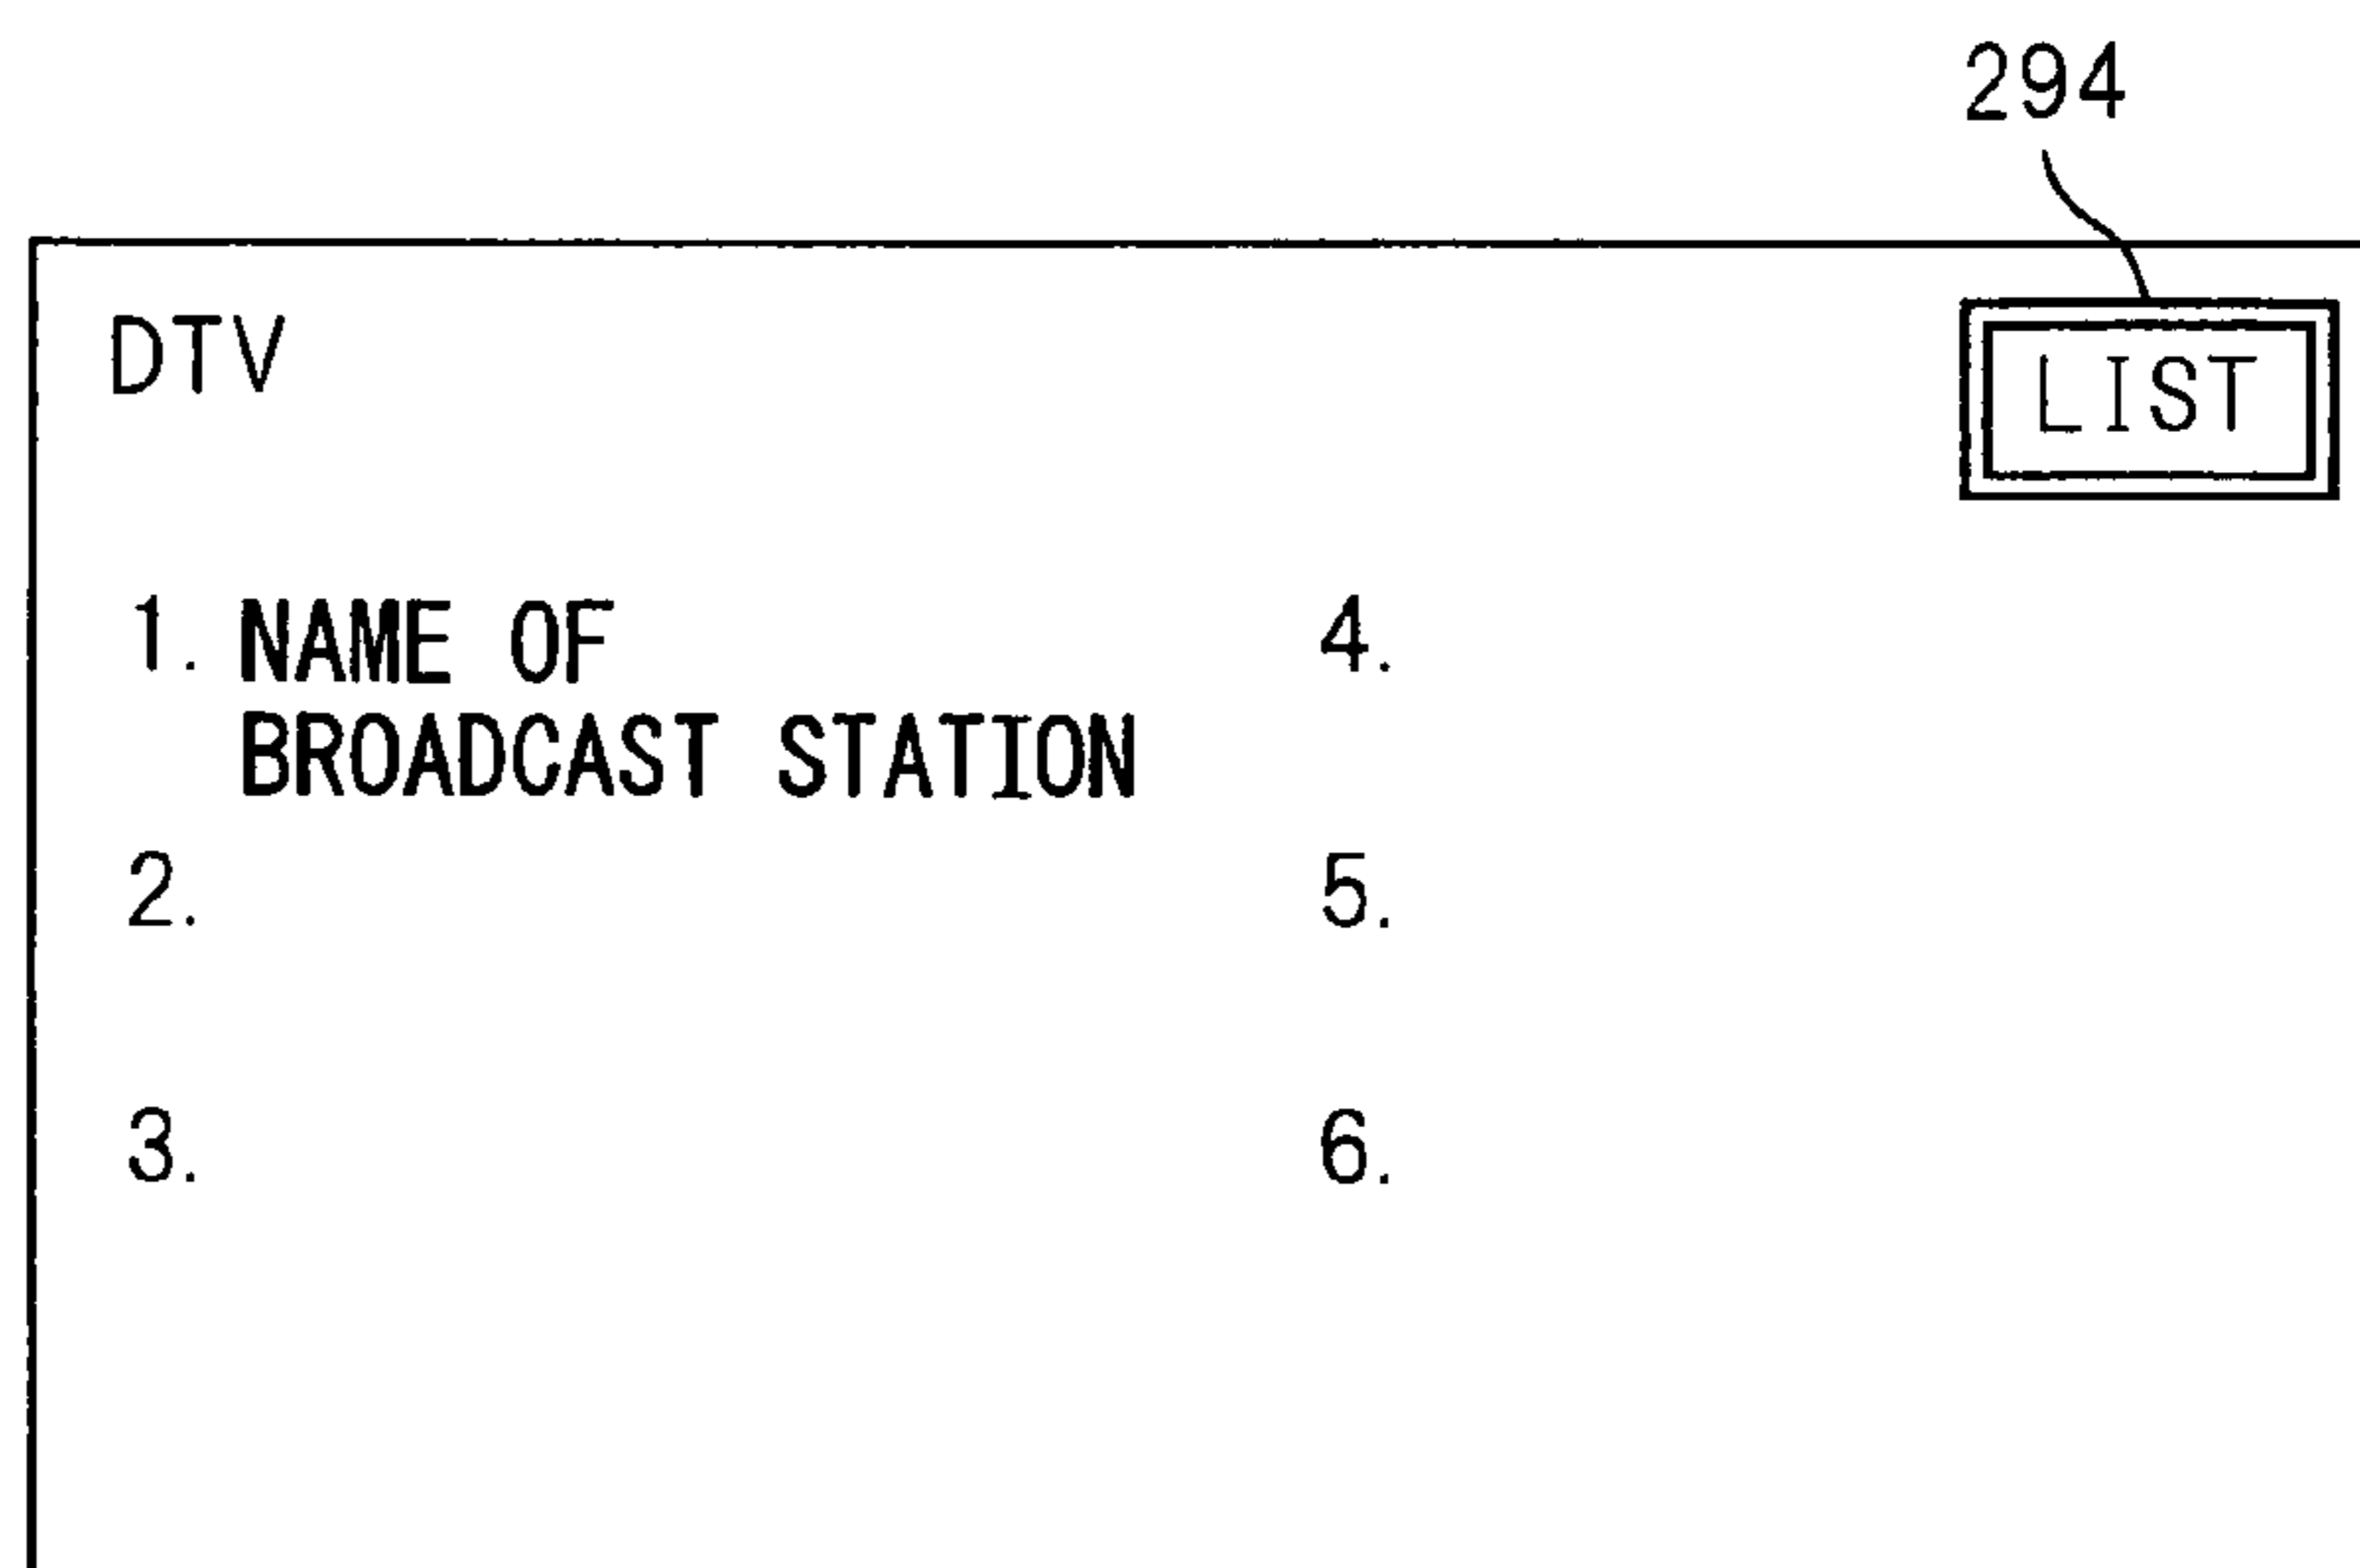 294
DTV
LIST
1. NAME OF
BROADCAST STATION
4.
2.
5.
3.
6.